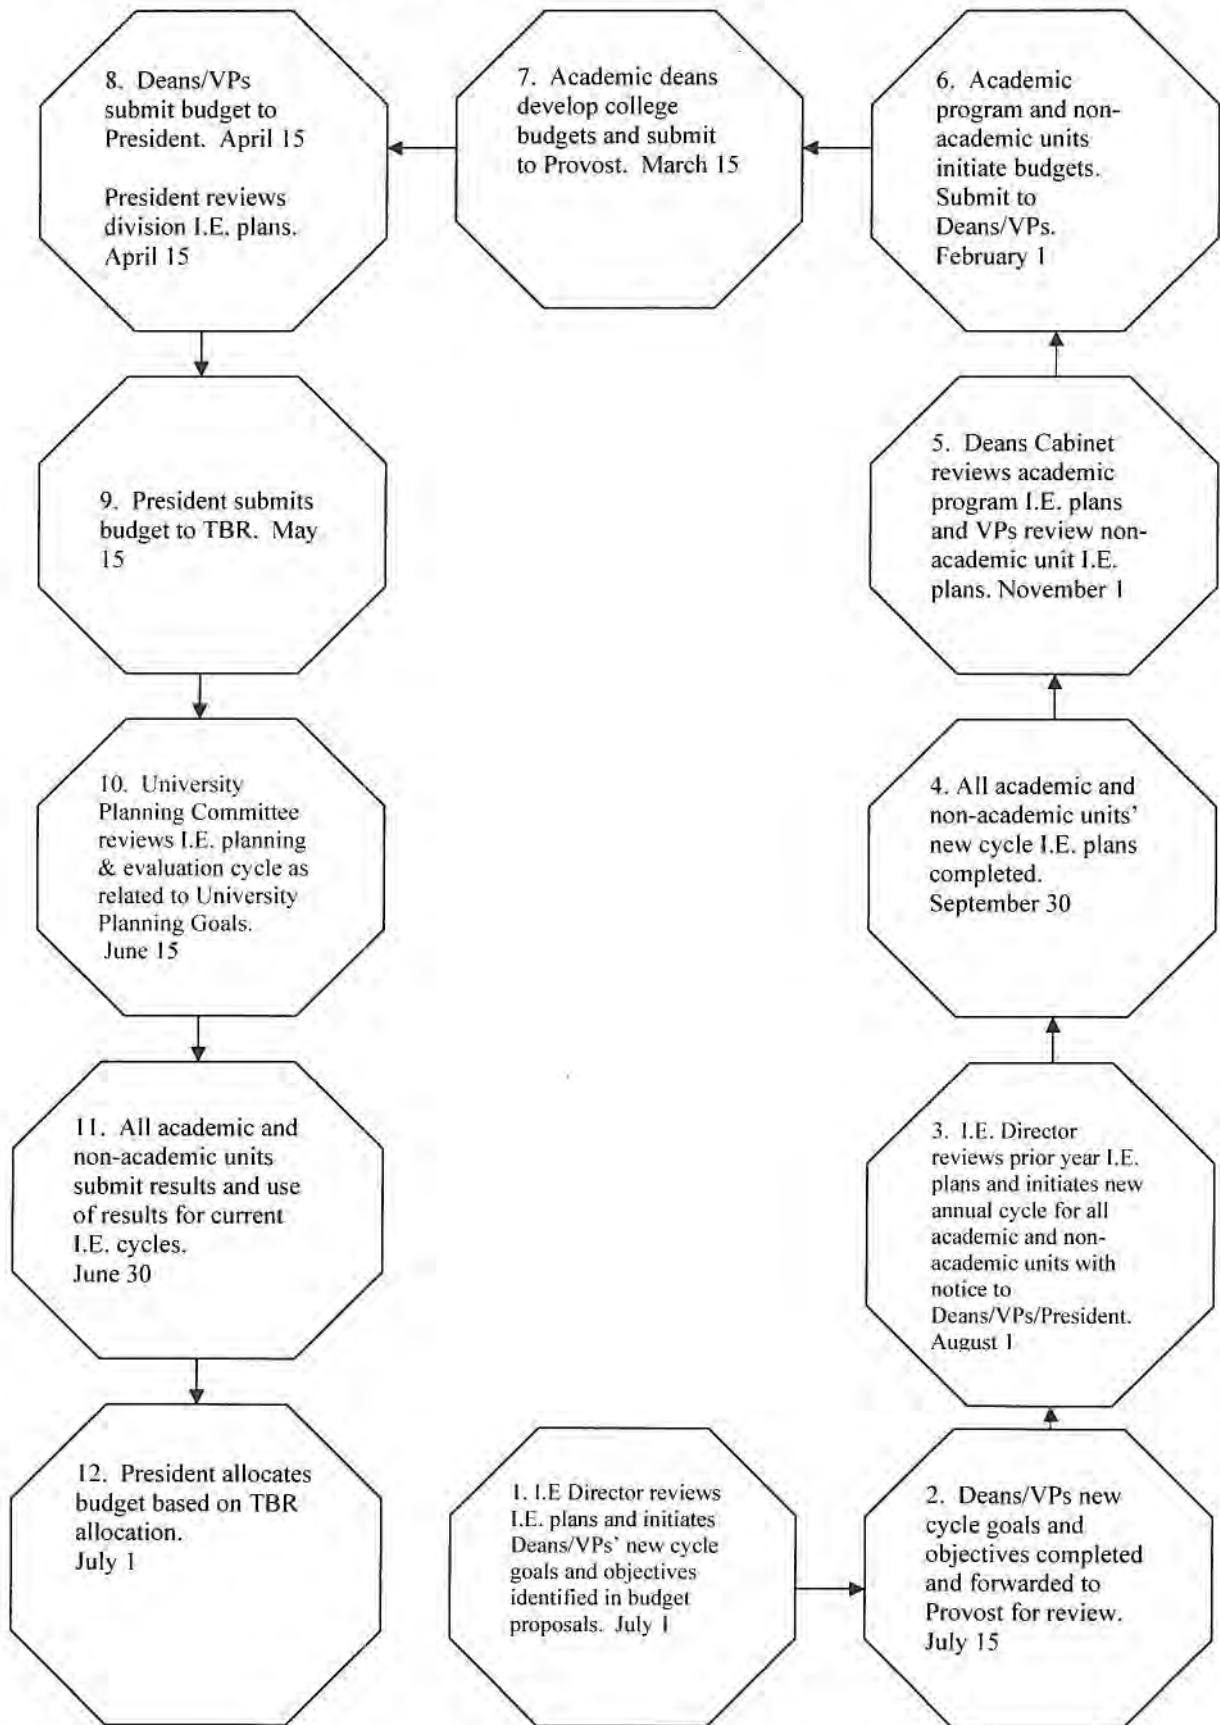 8. Deans/VPs
submit budget to
President. April 15
President reviews
division I.E. plans.
April 15
7. Academic deans
develop college
budgets and submit
to Provost. March 15
6. Academic
program and non-
academic units
initiate budgets.
Submit to
Deans/VPs.
February 1
9. President submits
budget to TBR. May
15
5. Deans Cabinet
reviews academic
program I.E. plans
and VPs review non-
academic unit I.E.
plans. November 1
10. University
Planning Committee
reviews I.E. planning
& evaluation cycle as
related to University
Planning Goals.
June 15
4. All academic and
non-academic units’
new cycle I.E. plans
completed.
September 30
11. All academic and
non-academic units
submit results and use
of results for current
I.E. cycles.
June 30
3. I.E. Director
reviews prior year I.E.
plans and initiates new
annual cycle for all
academic and non-
academic units with
notice to
Deans/VPs/President.
August 1
12. President allocates
budget based on TBR
allocation.
July 1
1. I.E Director reviews
I.E. plans and initiates
Deans/VPs’ new cycle
goals and objectives
identified in budget
proposals. July 1
2. Deans/VPs new
cycle goals and
objectives completed
and forwarded to
Provost for review.
July 15